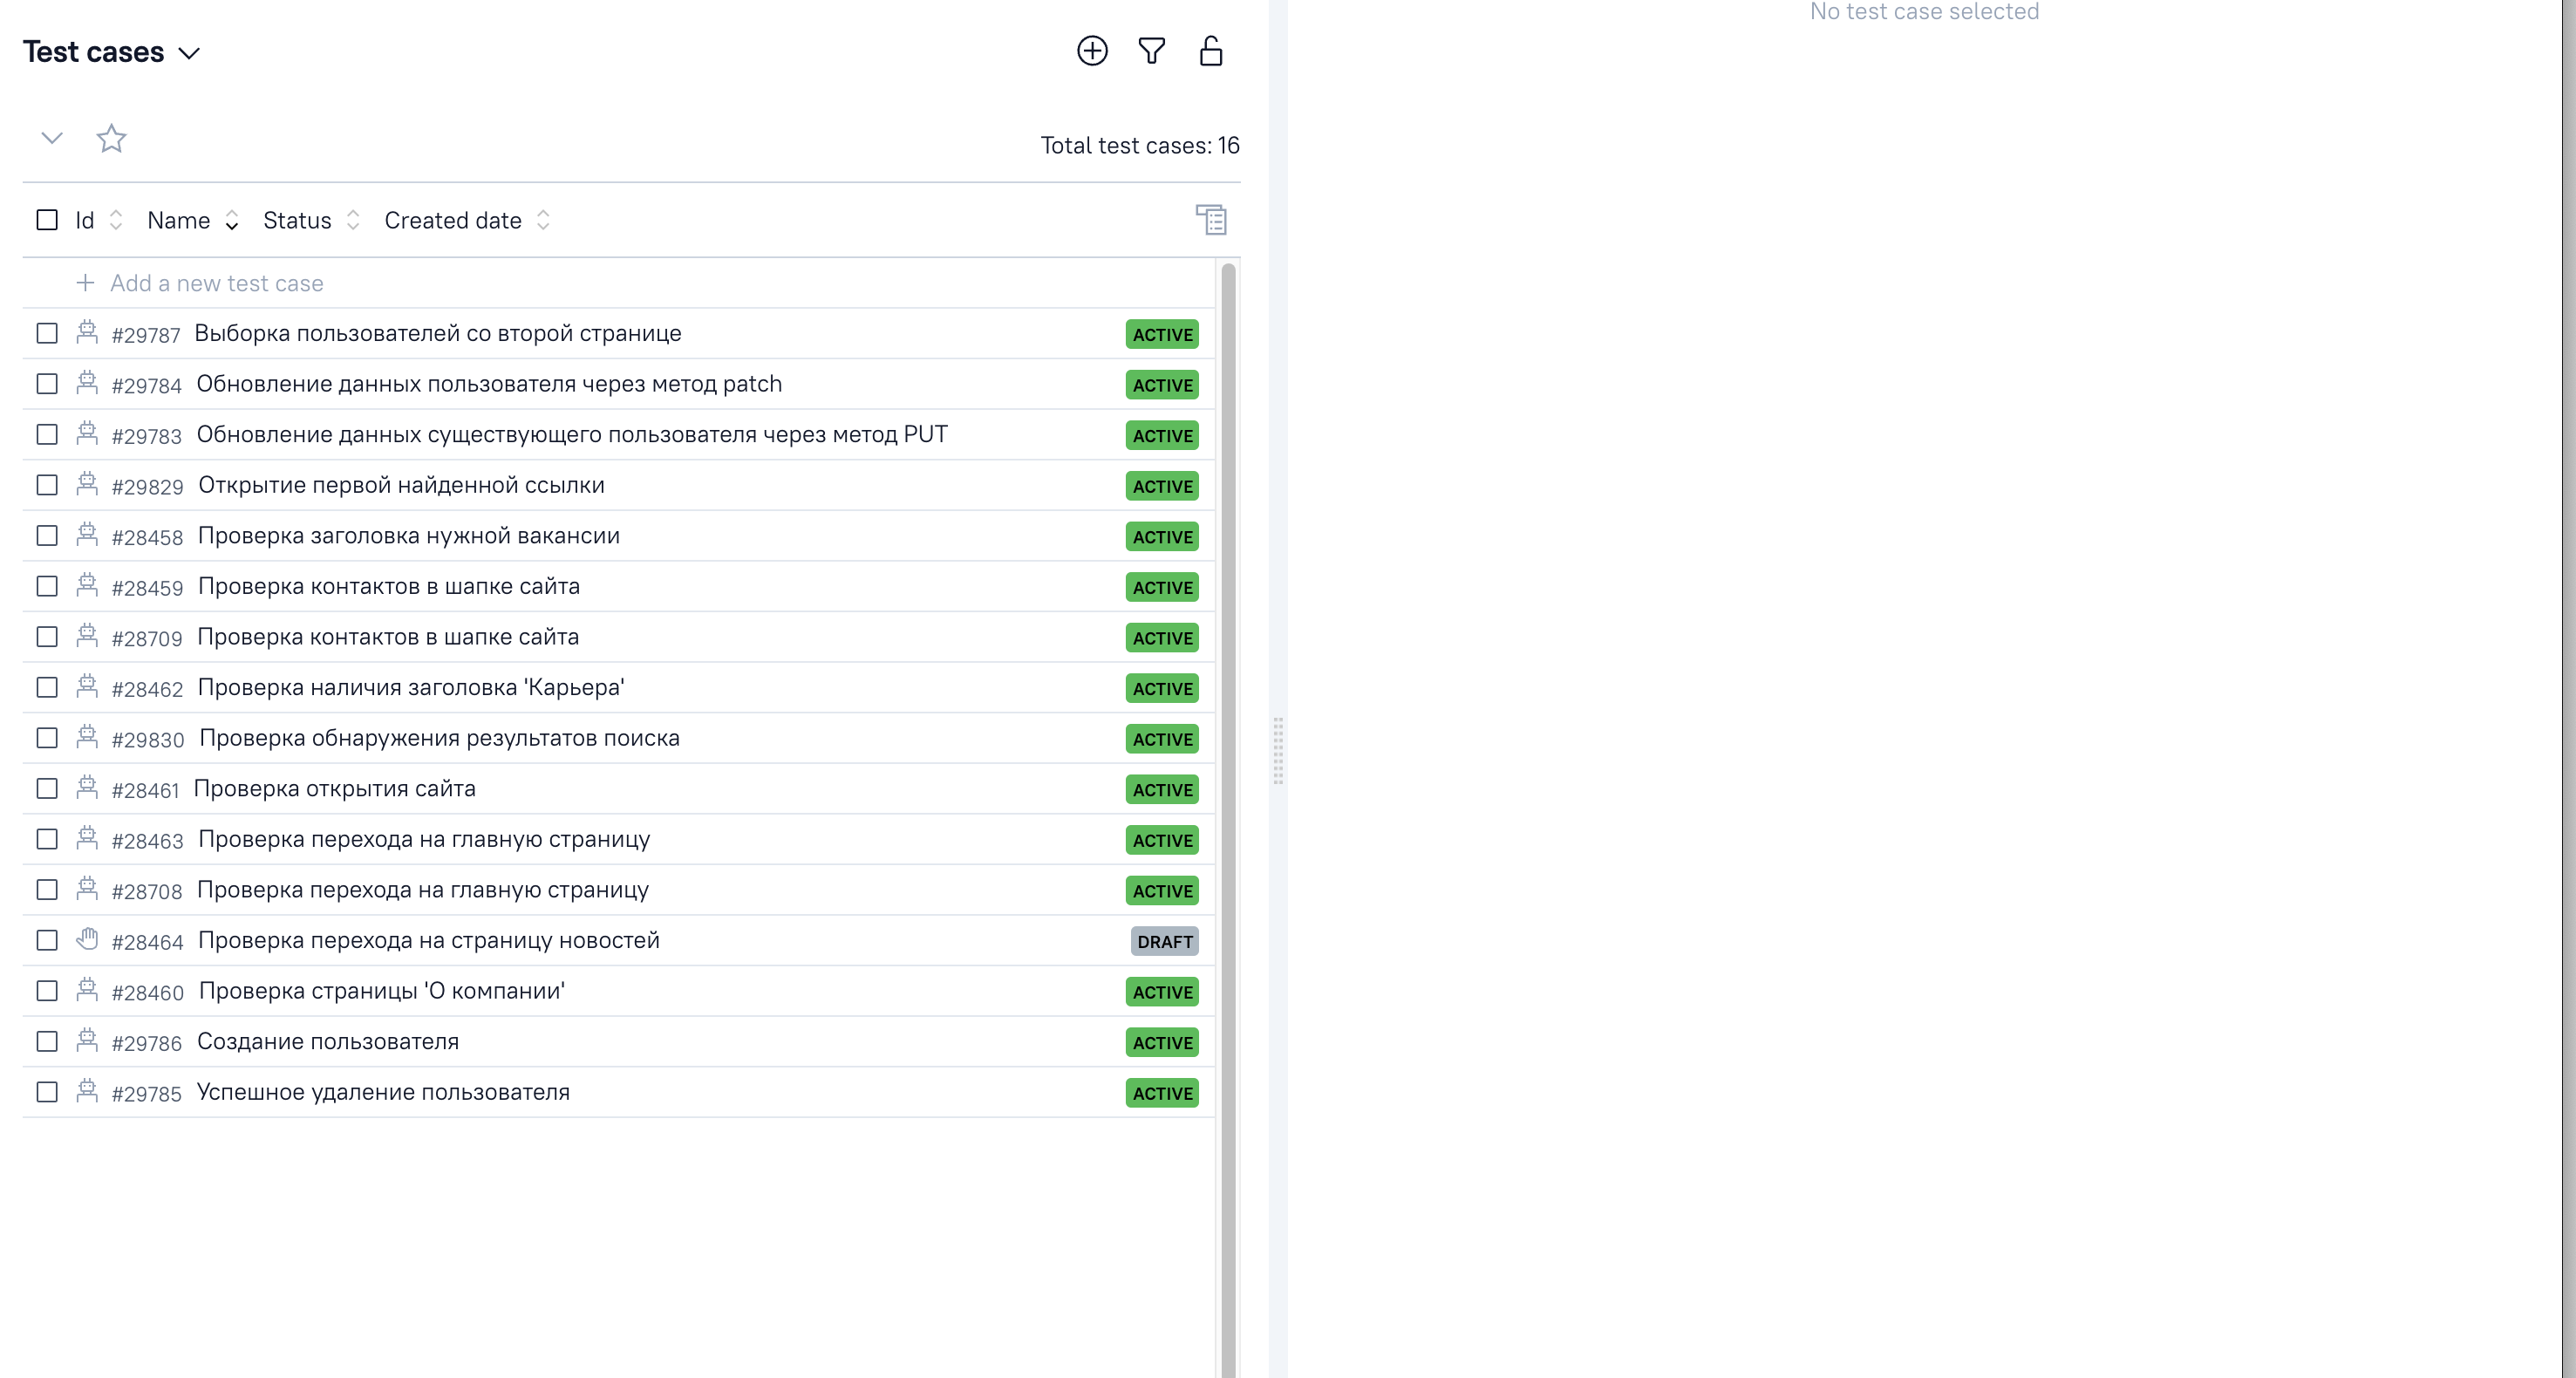 No test case selected
Test cases
Total test cases: 16
Id Name Status Created date
Add a new test case
#29787 Выборка пользователей со второй странице ACTIVE
#29784 Обновление данных пользователя через метод patch ACTIVE
#29783 Обновление данных существующего пользователя через метод PUT ACTIVE
#29829 Открытие первой найденной ссылки ACTIVE
#28458 Проверка заголовка нужной вакансии ACTIVE
#28459 Проверка контактов в шапке сайта ACTIVE
#28709 Проверка контактов в шапке сайта ACTIVE
#28462 Проверка наличия заголовка 'Карьера' ACTIVE
#29830 Проверка обнаружения результатов поиска ACTIVE
#28461 Проверка открытия сайта ACTIVE
#28463 Проверка перехода на главную страницу ACTIVE
#28708 Проверка перехода на главную страницу ACTIVE
#28464 Проверка перехода на страницу новостей DRAFT
#28460 Проверка страницы 'О компании' ACTIVE
#29786 Создание пользователя ACTIVE
#29785 Успешное удаление пользователя ACTIVE